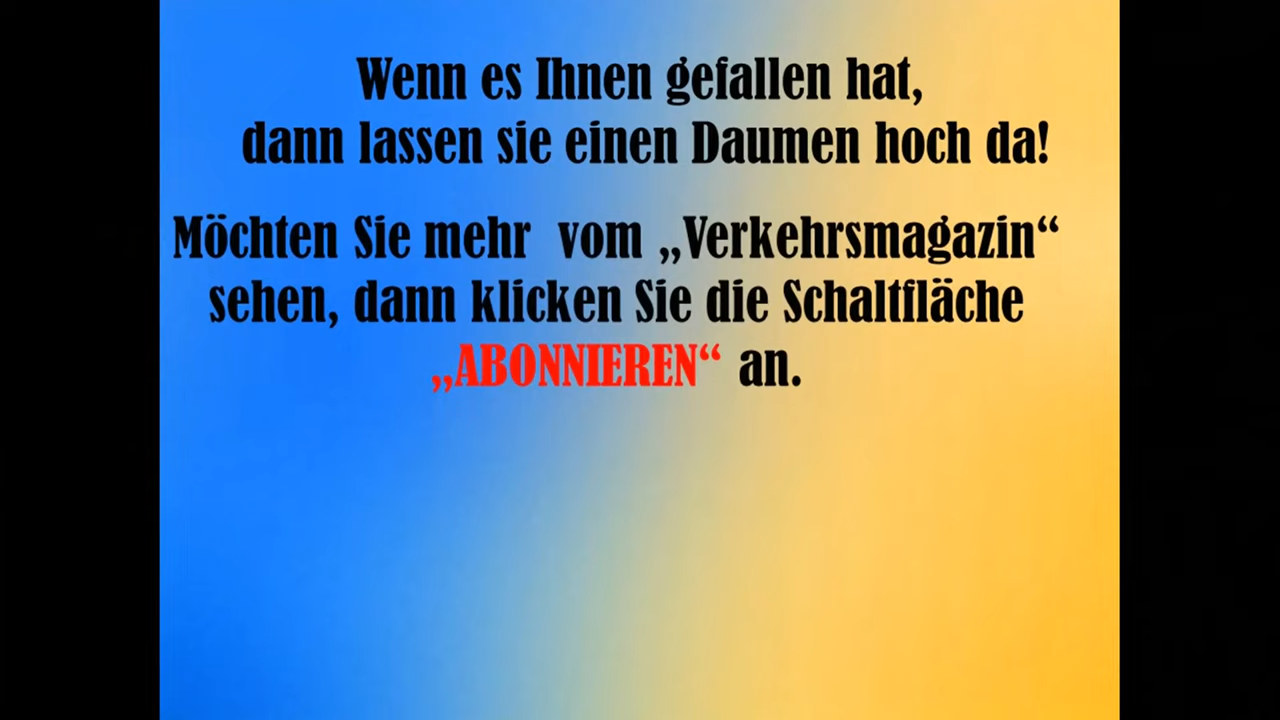 Wenn es Ihnen gefallen hat,
dann lassen sie einen Daumen hoch da!
Möchten Sie mehr  vom „Verkehrsmagazin“
sehen, dann klicken Sie die Schaltfläche
„ABONNIEREN“ an.